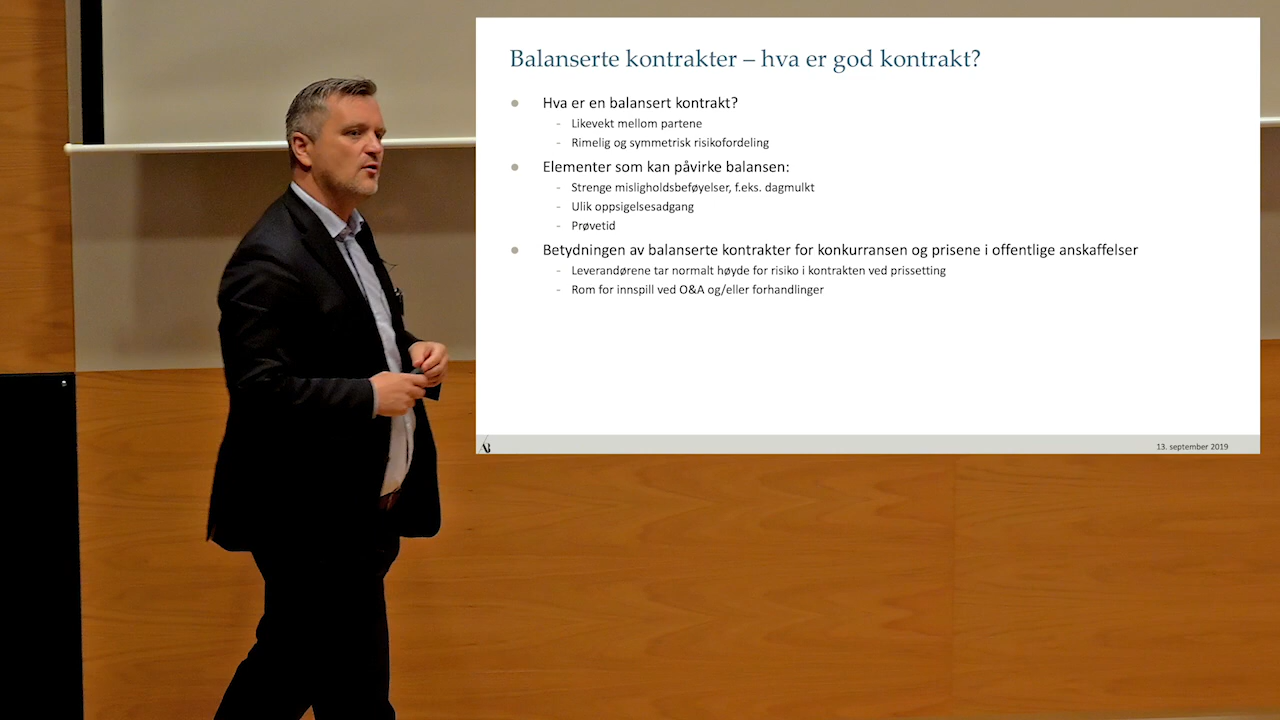 Balanserte kontrakter – hva er god kontrakt?
● Hva er en balansert kontrakt?
- Likevekt mellom partene
- Rimelig og symmetrisk risikofordeling
● Elementer som kan påvirke balansen:
- Strenge misligholdsbeføyelser, f.eks. dagmulkt
- Ulik oppsigelsesadgang
- Prøvetid
● Betydningen av balanserte kontrakter for konkurransen og prisene i offentlige anskaffelser
- Leverandørene tar normalt høyde for risiko i kontrakten ved prissetting
- Rom for innspill ved O&A og/eller forhandlinger
AB
13. september 2019